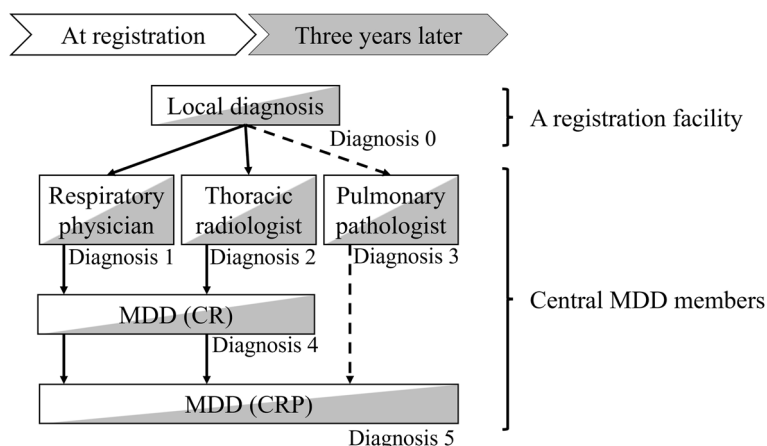 At registration
Three years later
Local diagnosis
Diagnosis 0
A registration facility
Respiratory
physician
Thoracic
radiologist
Pulmonary
pathologist
Diagnosis 1
Diagnosis 2
Diagnosis 3
Central MDD members
MDD (CR)
Diagnosis 4
MDD (CRP)
Diagnosis 5